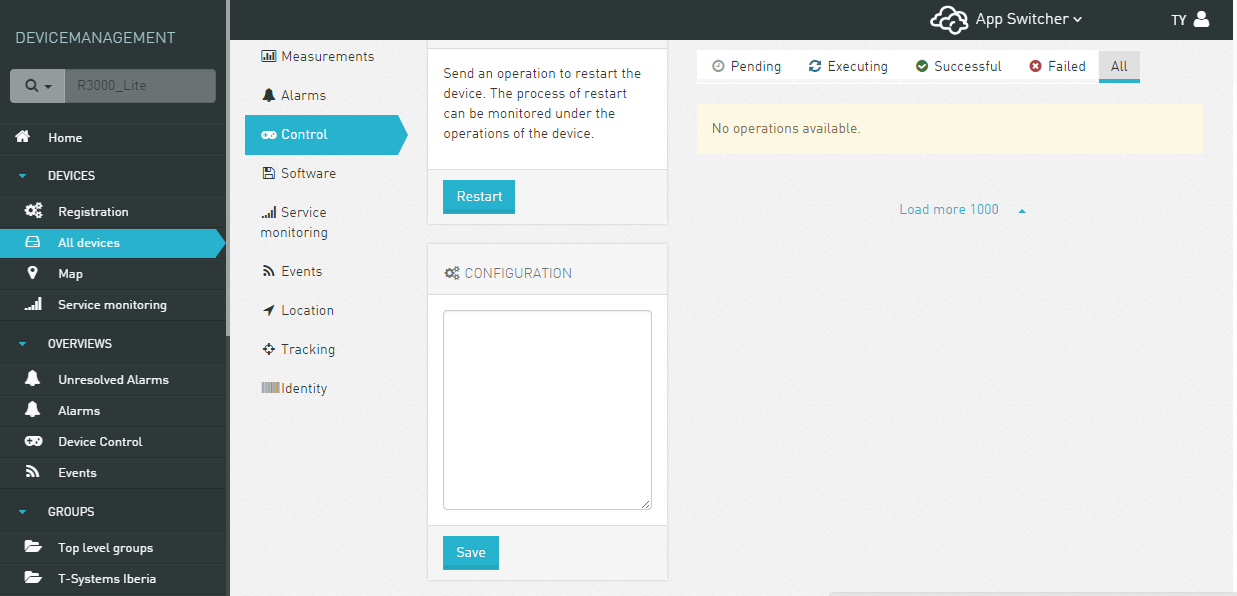 DEVICEMANAGEMENT
R3000_Lite
Home
DEVICES
Registration
All devices
Map
Service monitoring
OVERVIEWS
Unresolved Alarms
Alarms
Device Control
Events
GROUPS
Top level groups
T-Systems Iberia
App Switcher
TY
Measurements
Alarms
Control
Software
Service
monitoring
Events
Location
Tracking
Identity
Send an operation to restart the
device. The process of restart
can be monitored under the
operations of the device.
Restart
CONFIGURATION
Save
Pending Executing Successful Failed All
No operations available.
Load more 1000